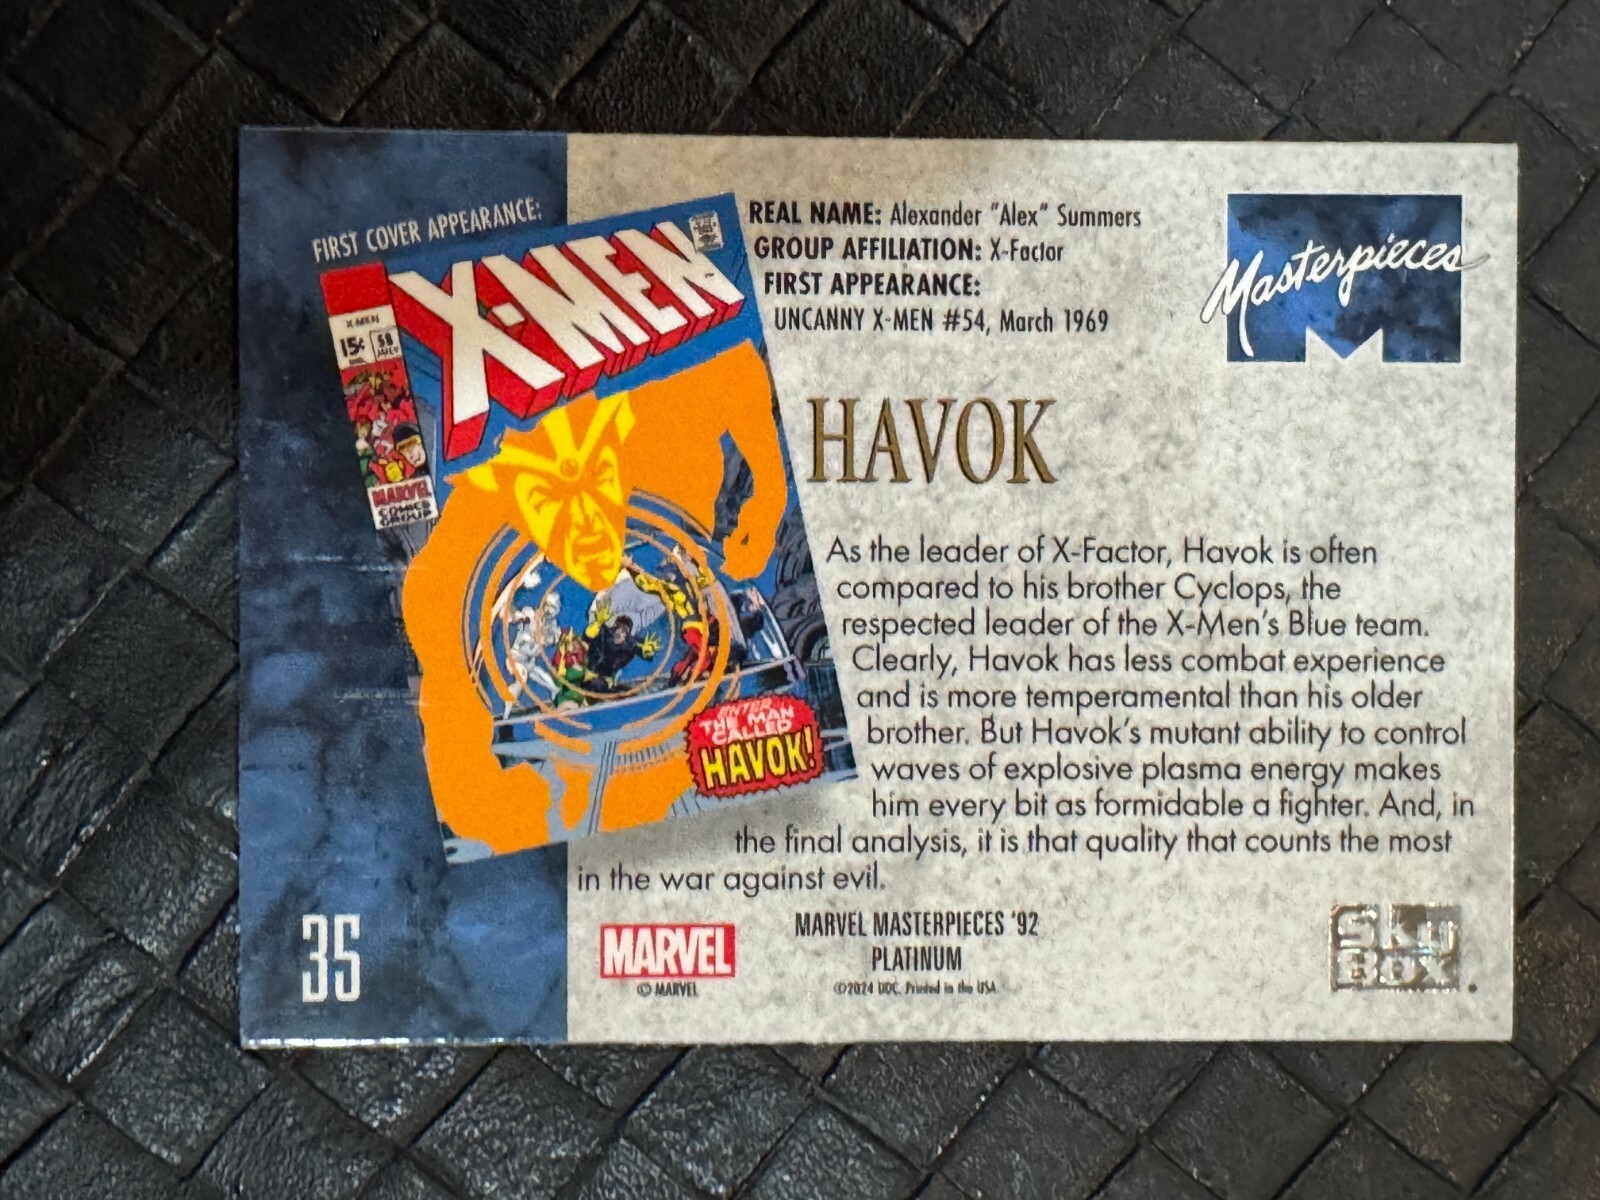 FIRST COVER APPEARANCE:
X-MEN
X-MEN
15¢
58
MARVEL
COMICS
GROUP
ENTER
THE MAN
CALLED
HAVOK!
REAL NAME: Alexander "Alex" Summers
GROUP AFFILIATION: X-Factor
FIRST APPEARANCE:
UNCANNY X-MEN #54, March 1969
Masterpieces
HAVOK
As the leader of X-Factor, Havok is often
compared to his brother Cyclops, the
respected leader of the X-Men's Blue team.
Clearly, Havok has less combat experience
and is more temperamental than his older
brother. But Havok's mutant ability to control
waves of explosive plasma energy makes
him every bit as formidable a fighter. And, in
the final analysis, it is that quality that counts the most
in the war against evil.
35
MARVEL
© MARVEL
MARVEL MASTERPIECES '92
PLATINUM
©2024 UDC. Printed in the USA
SkyBox